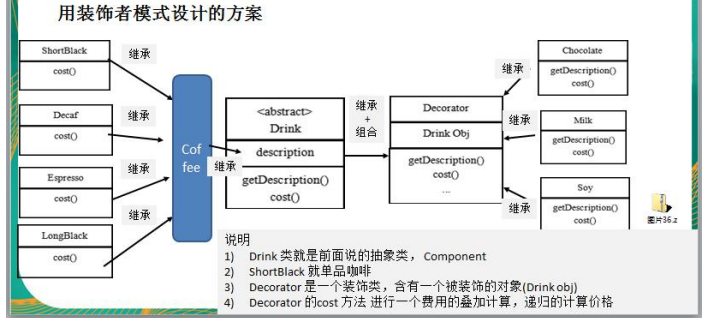 用装饰者模式设计的方案
ShortBlack
cost()
继承
Decaf
cost()
继承
Espresso
cost()
继承
LongBlack
cost()
继承
Cof
fee
继承
<abstract>
Drink
description
getDescription()
cost()
继承
+
组合
Decorator
Drink Obj
getDescription()
cost()
...
继承
Chocolate
getDescription()
cost()
继承
Milk
getDescription()
cost()
继承
Soy
getDescription()
cost()
图片36.z
说明
1) Drink 类就是前面说的抽象类， Component
2) ShortBlack 就单品咖啡
3) Decorator 是一个装饰类，含有一个被装饰的对象(Drink obj)
4) Decorator 的cost 方法 进行一个费用的叠加计算，递归的计算价格